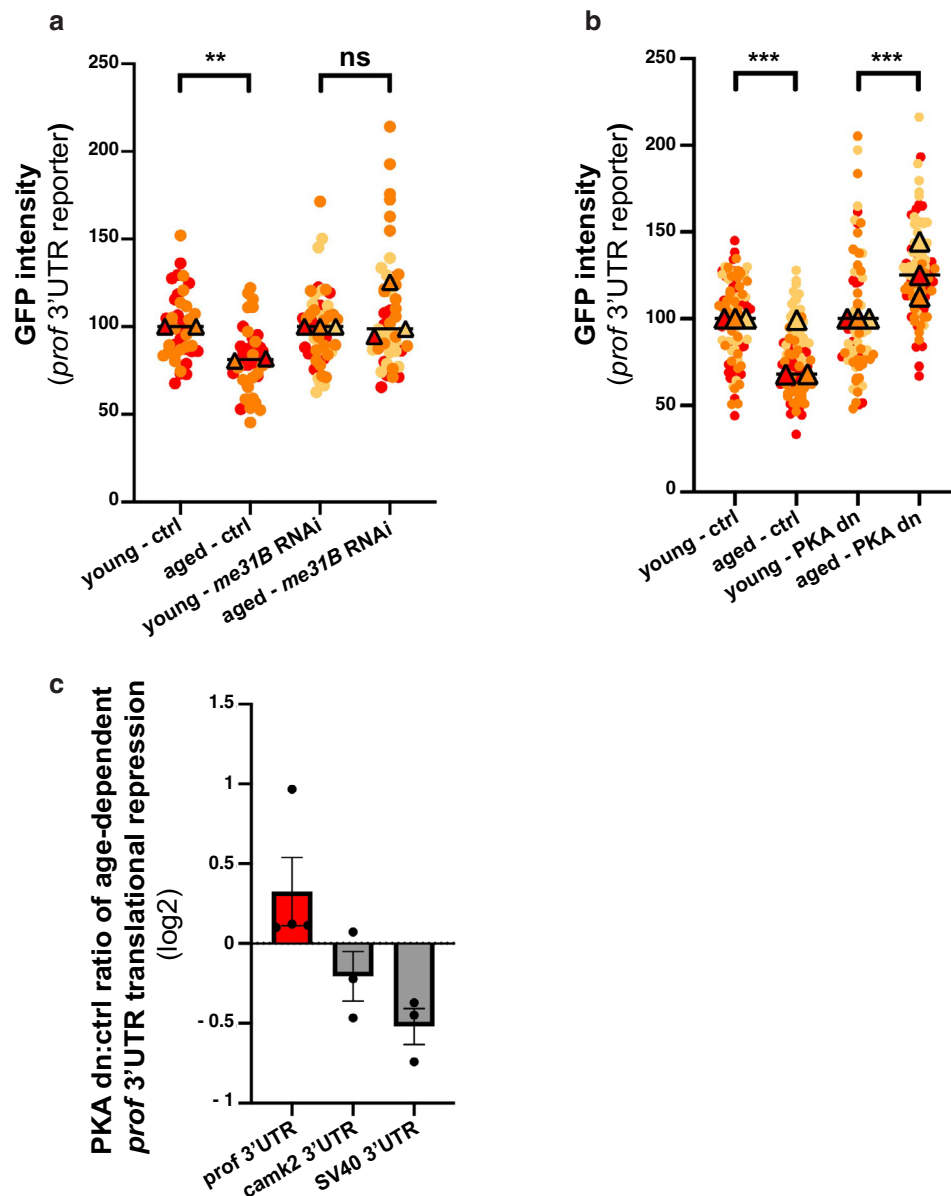 a
**
ns
250
200
150
100
50
0
GFP intensity
(prof 3'UTR reporter)
young - ctrl
aged - ctrl
young - me31B RNAi
aged - me31B RNAi
b
***
***
250
200
150
100
50
0
GFP intensity
(prof 3'UTR reporter)
young - ctrl
aged - ctrl
young - PKA dn
aged - PKA dn
c
1.5
1
0.5
0
- 0.5
- 1
PKA dn:ctrl ratio of age-dependent
prof 3'UTR translational repression
(log2)
prof 3'UTR
camk2 3'UTR
SV40 3'UTR